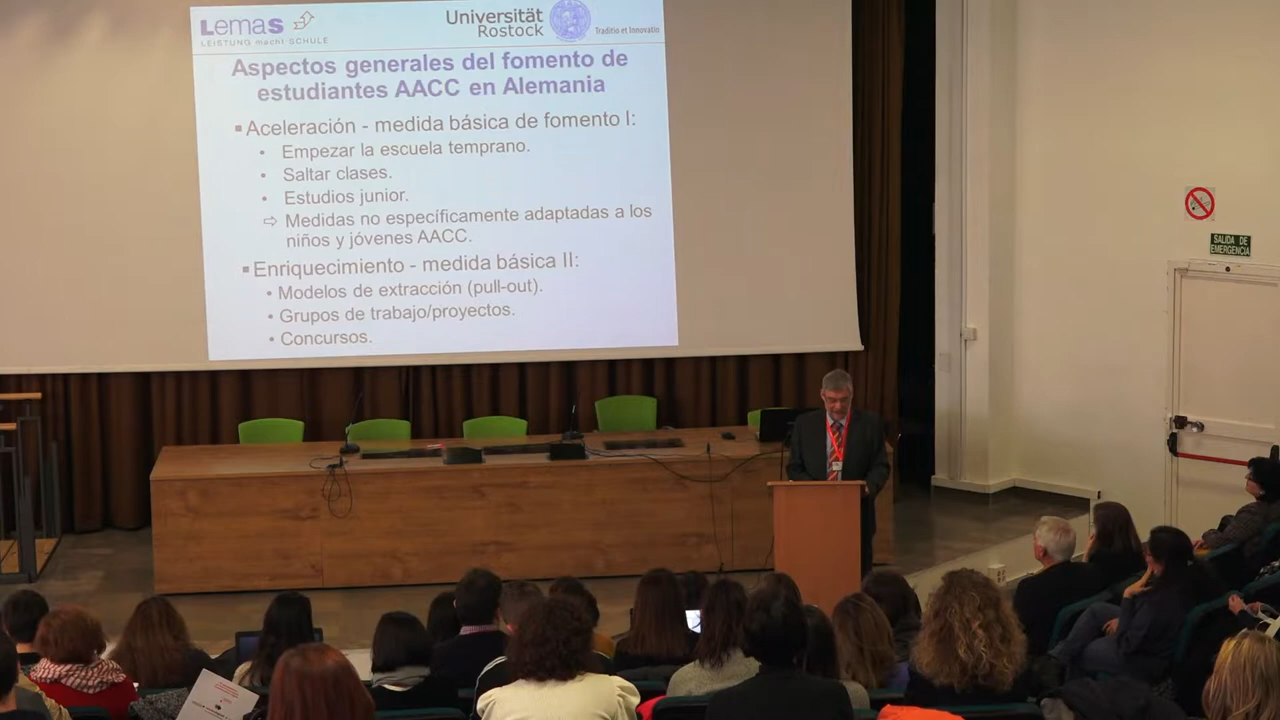 Lemas
LEISTUNG macht SCHULE
Universität
Rostock
Traditio et Innovatio
Aspectos generales del fomento de
estudiantes AACC en Alemania
▪Aceleración - medida básica de fomento I:
• Empezar la escuela temprano.
• Saltar clases.
• Estudios junior.
⇨ Medidas no específicamente adaptadas a los
niños y jóvenes AACC.
▪Enriquecimiento - medida básica II:
• Modelos de extracción (pull-out).
• Grupos de trabajo/proyectos.
• Concursos.
SALIDA DE
EMERGENCIA